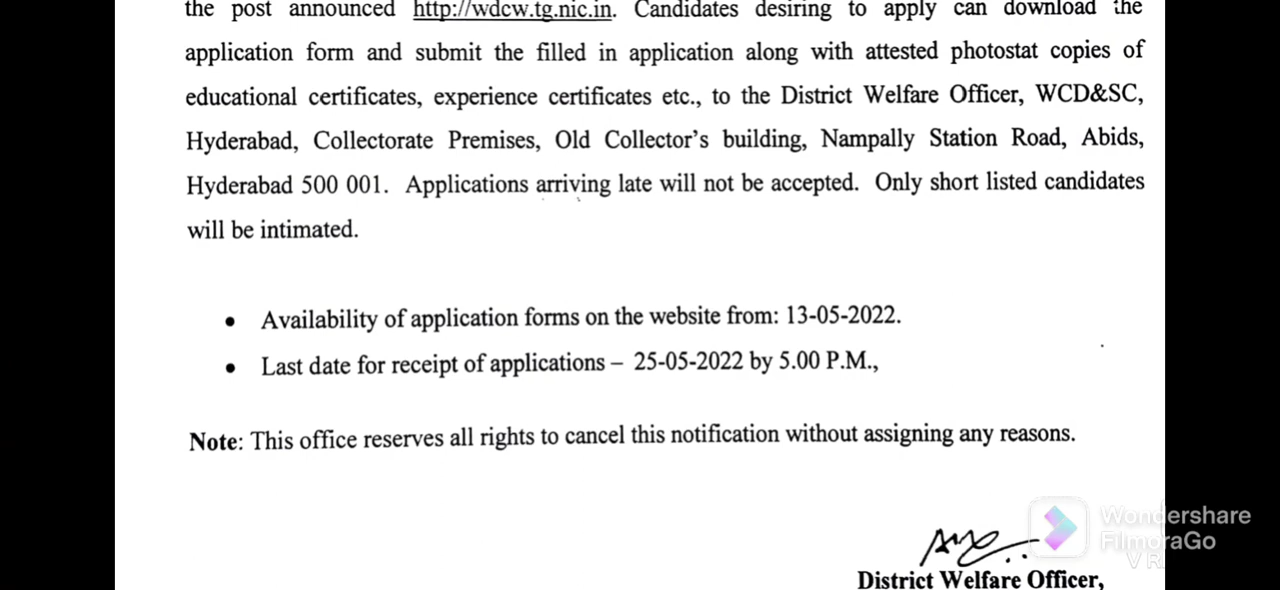 the post announced http://wdcw.tg.nic.in. Candidates desiring to apply can download the
application form and submit the filled in application along with attested photostat copies of
educational certificates, experience certificates etc., to the District Welfare Officer, WCD&SC,
Hyderabad, Collectorate Premises, Old Collector's building, Nampally Station Road, Abids,
Hyderabad 500 001. Applications arriving late will not be accepted. Only short listed candidates
will be intimated.
• Availability of application forms on the website from: 13-05-2022.
• Last date for receipt of applications – 25-05-2022 by 5.00 P.M.,
Note: This office reserves all rights to cancel this notification without assigning any reasons.
Wondershare
FilmoraGo
District Welfare Officer,